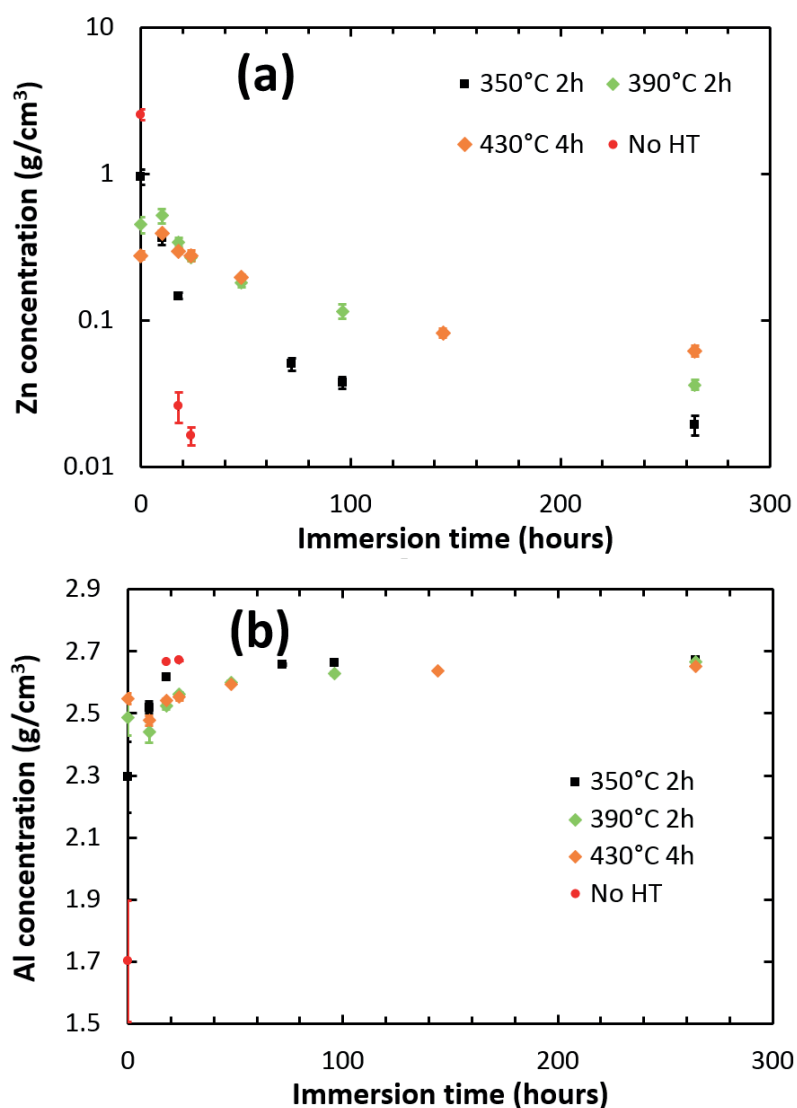 10
(a)
350°C 2h
390°C 2h
430°C 4h
No HT
1
0.1
0.01
Zn concentration (g/cm³)
0
100
200
300
Immersion time (hours)
2.9
(b)
2.7
2.5
2.3
2.1
1.9
1.7
1.5
Al concentration (g/cm³)
350°C 2h
390°C 2h
430°C 4h
No HT
0
100
200
300
Immersion time (hours)